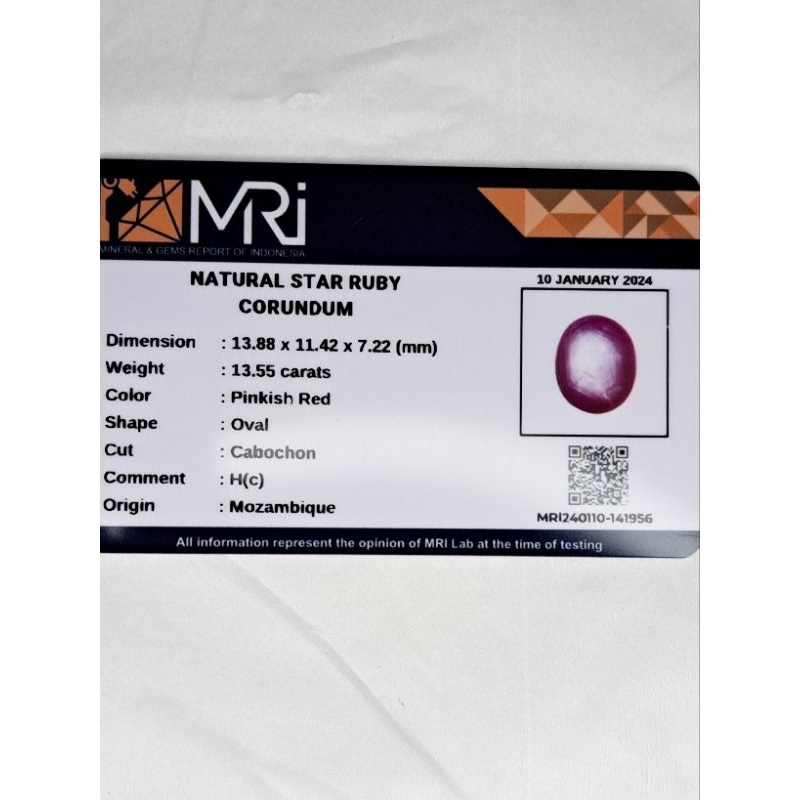 MRi
MINERAL & GEMS REPORT OF INDONESIA
NATURAL STAR RUBY
CORUNDUM
10 JANUARY 2024
Dimension : 13.88 x 11.42 x 7.22 (mm)
Weight : 13.55 carats
Color : Pinkish Red
Shape : Oval
Cut : Cabochon
Comment : H(c)
Origin : Mozambique
MRI240110-141956
All information represent the opinion of MRI Lab at the time of testing